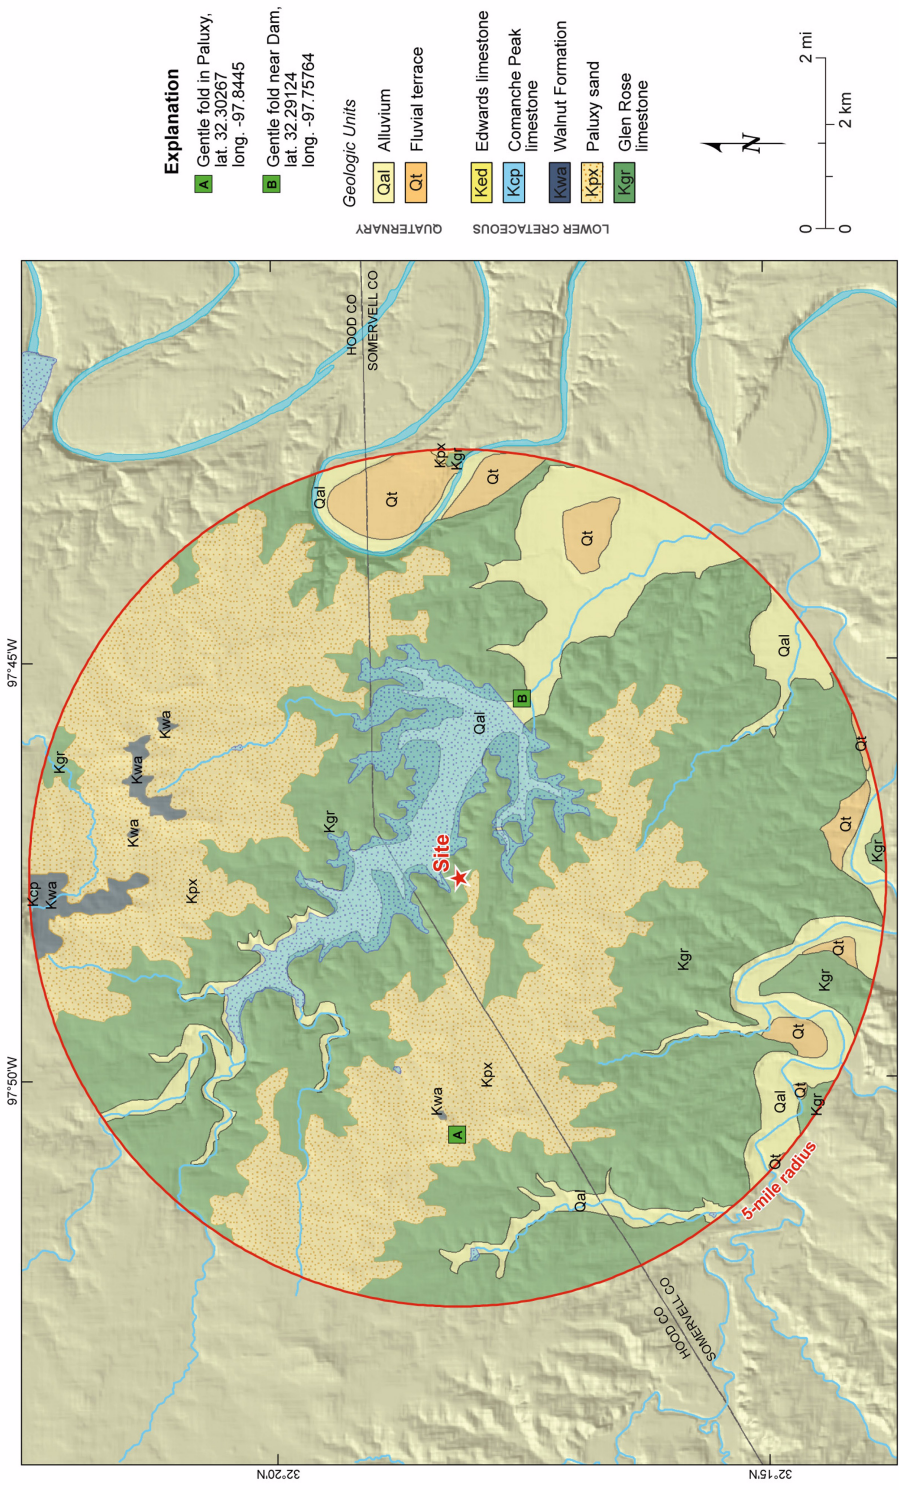 Explanation
A
Gentle fold in Paluxy,
lat. 32.30267
long. -97.8445
B
Gentle fold near Dam,
lat. 32.29124
long. -97.75764
Geologic Units
QUATERNARY
Qal
Alluvium
Qt
Fluvial terrace
LOWER CRETACEOUS
Ked
Edwards limestone
Kcp
Comanche Peak
limestone
Kwa
Walnut Formation
Kpx
Paluxy sand
Kgr
Glen Rose
limestone
N
0
2 mi
0
2 km
97°50'W
97°45'W
32°20'N
32°15'N
HOOD CO
SOMERVELL CO
HOOD CO
SOMERVELL CO
Kcp
Kwa
Kgr
Kwa
Kwa
Kwa
Kpx
Kgr
Qal
Qt
Kpx
Kgr
Qt
Qt
Site
Qal
B
Kwa
A
Kpx
Qal
Kgr
Qal
Qt
Qt
Kgr
Kgr
Qt
Qt
Kgr
Qal
Qt
Kgr
Qt
5-mile radius